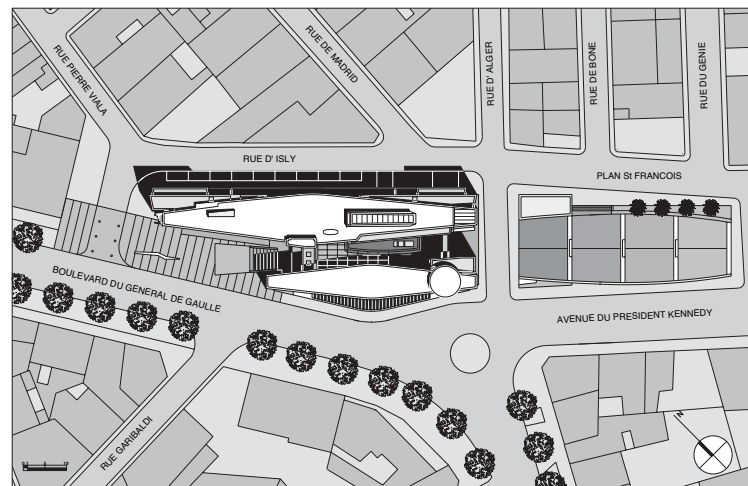 RUE PIERRE VIALA
RUE DE MADRID
RUE D' ALGER
RUE DE BONE
RUE DU GENIE
RUE D' ISLY
PLAN St FRANCOIS
BOULEVARD DU GENERAL DE GAULLE
AVENUE DU PRESIDENT KENNEDY
RUE GARIBALDI
N